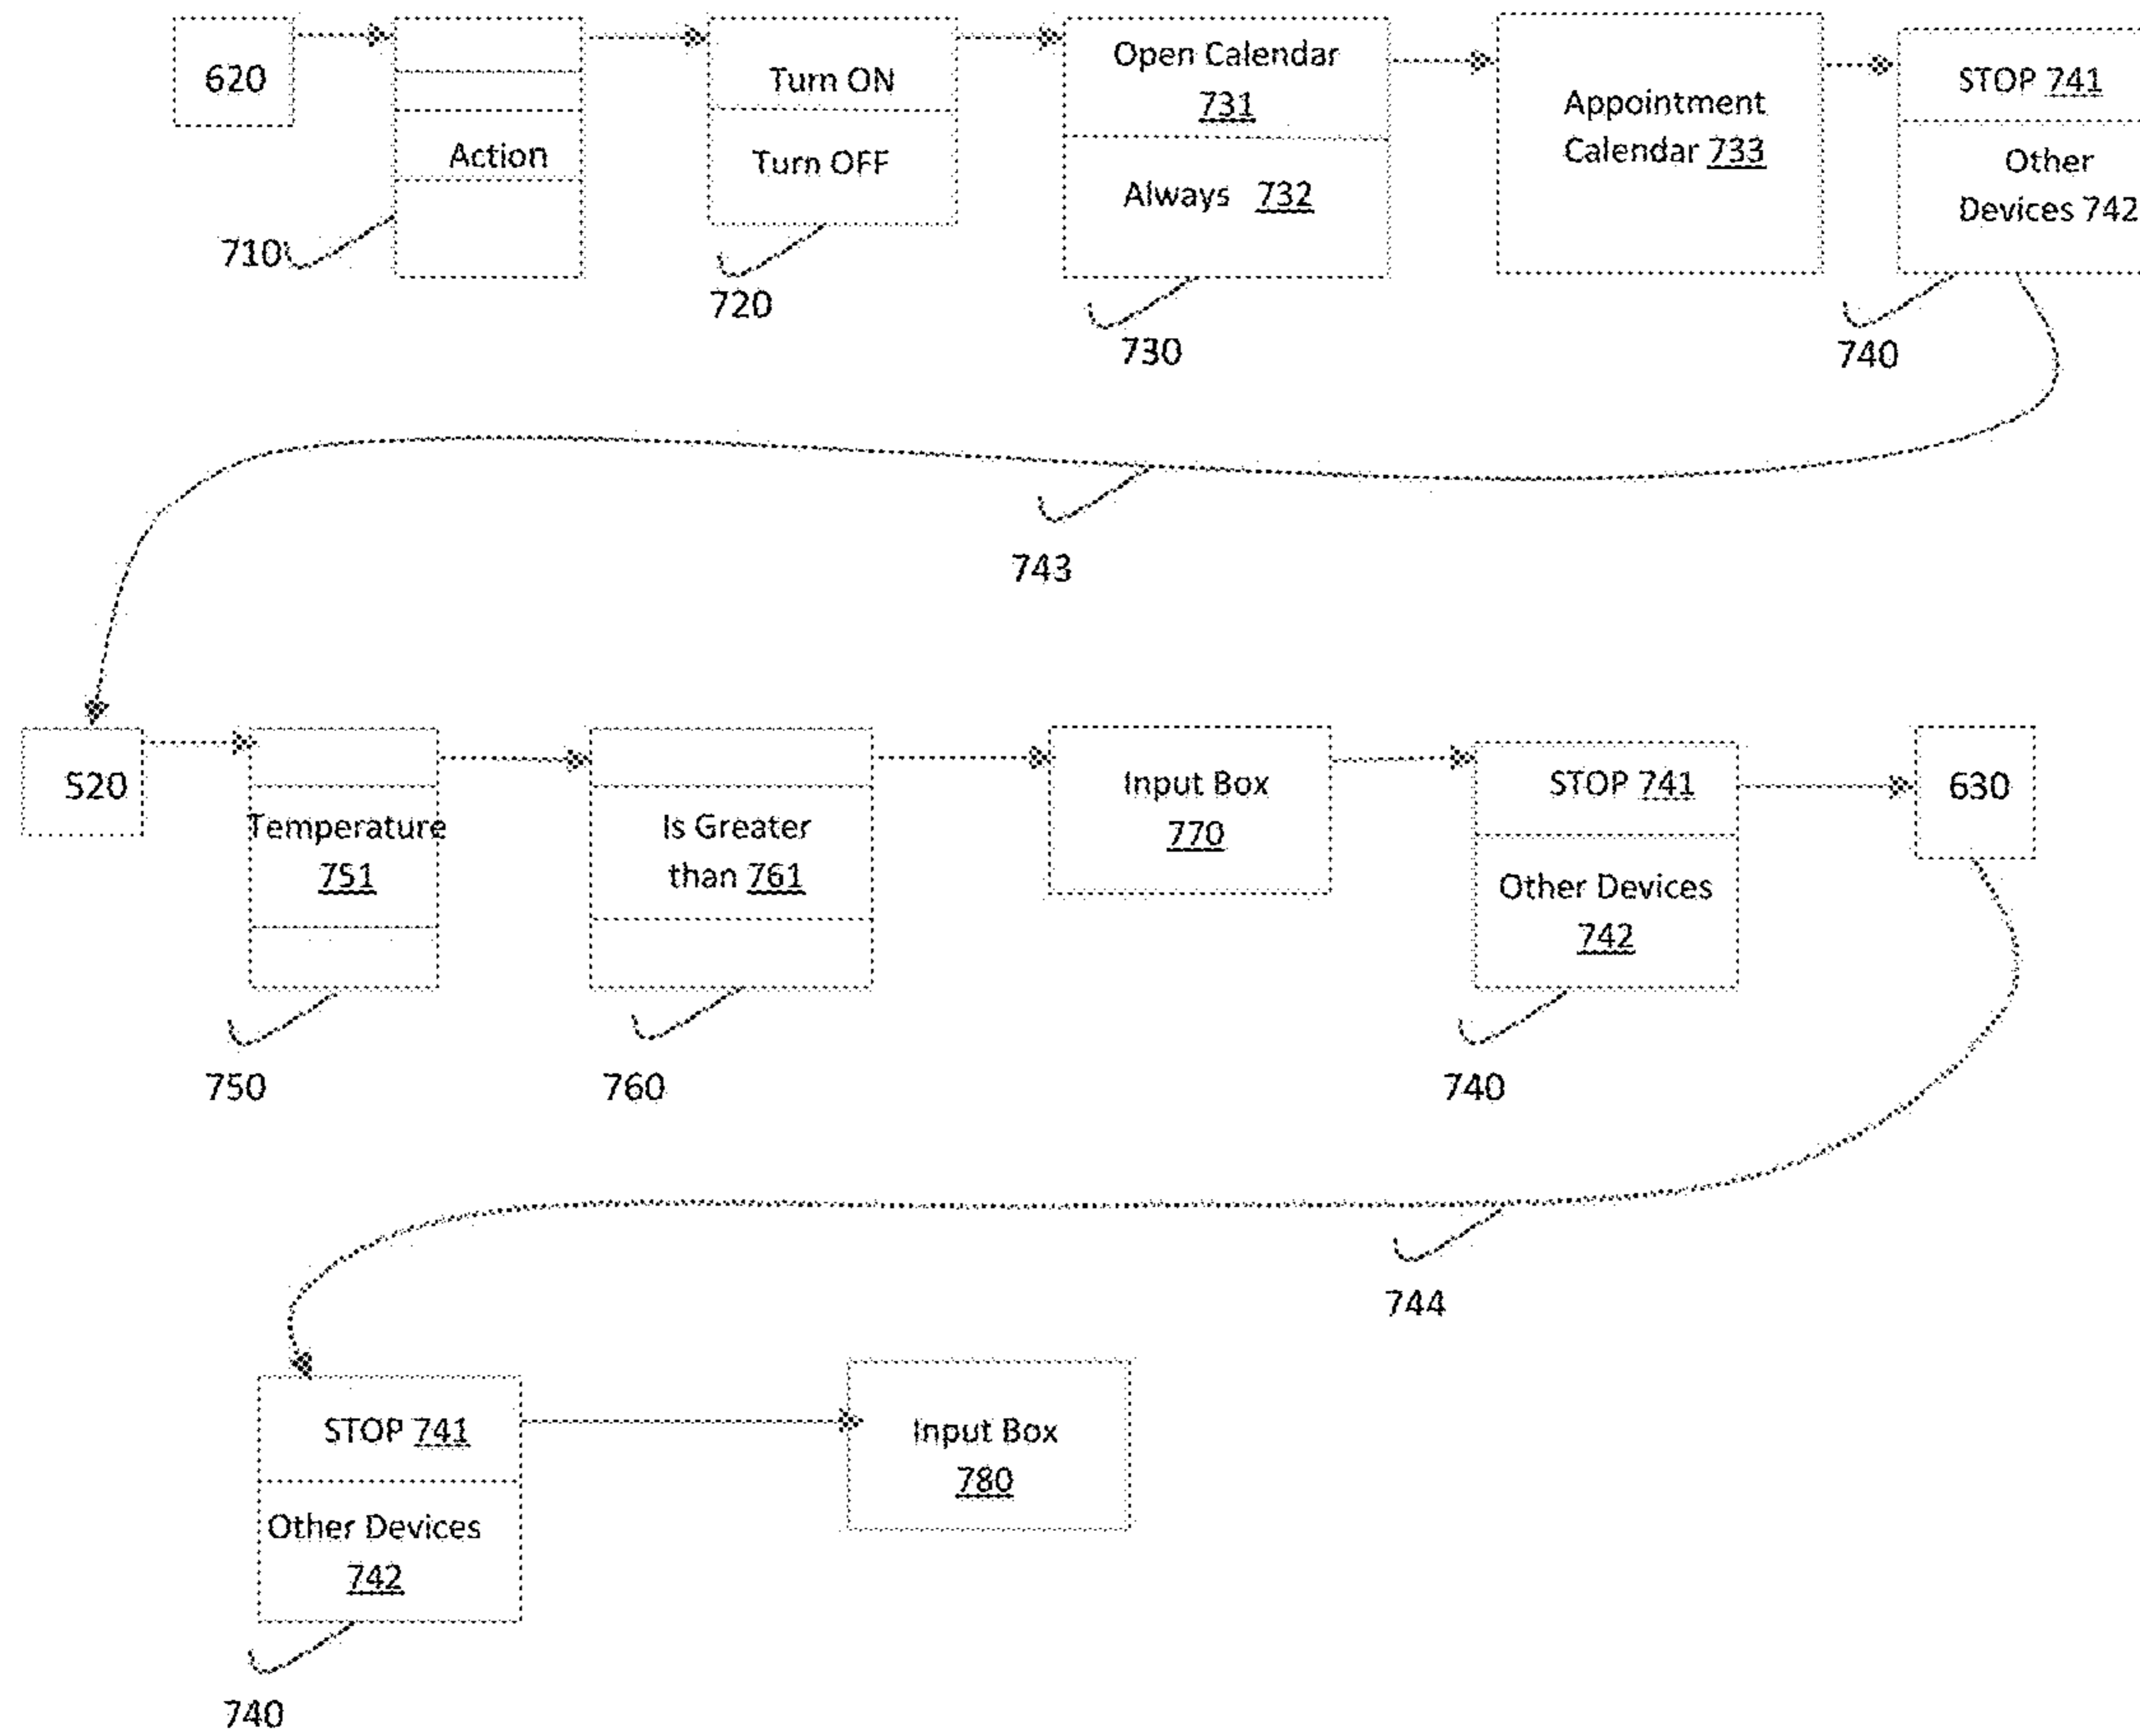 620
Action
Turn ON
Turn OFF
Open Calendar
731
Always 732
Appointment
Calendar 733
STOP 741
Other
Devices 742
710
720
730
740
743
520
Temperature
751
Is Greater
than 761
Input Box
770
STOP 741
Other Devices
742
630
750
760
740
744
STOP 741
Other Devices
742
Input Box
780
740